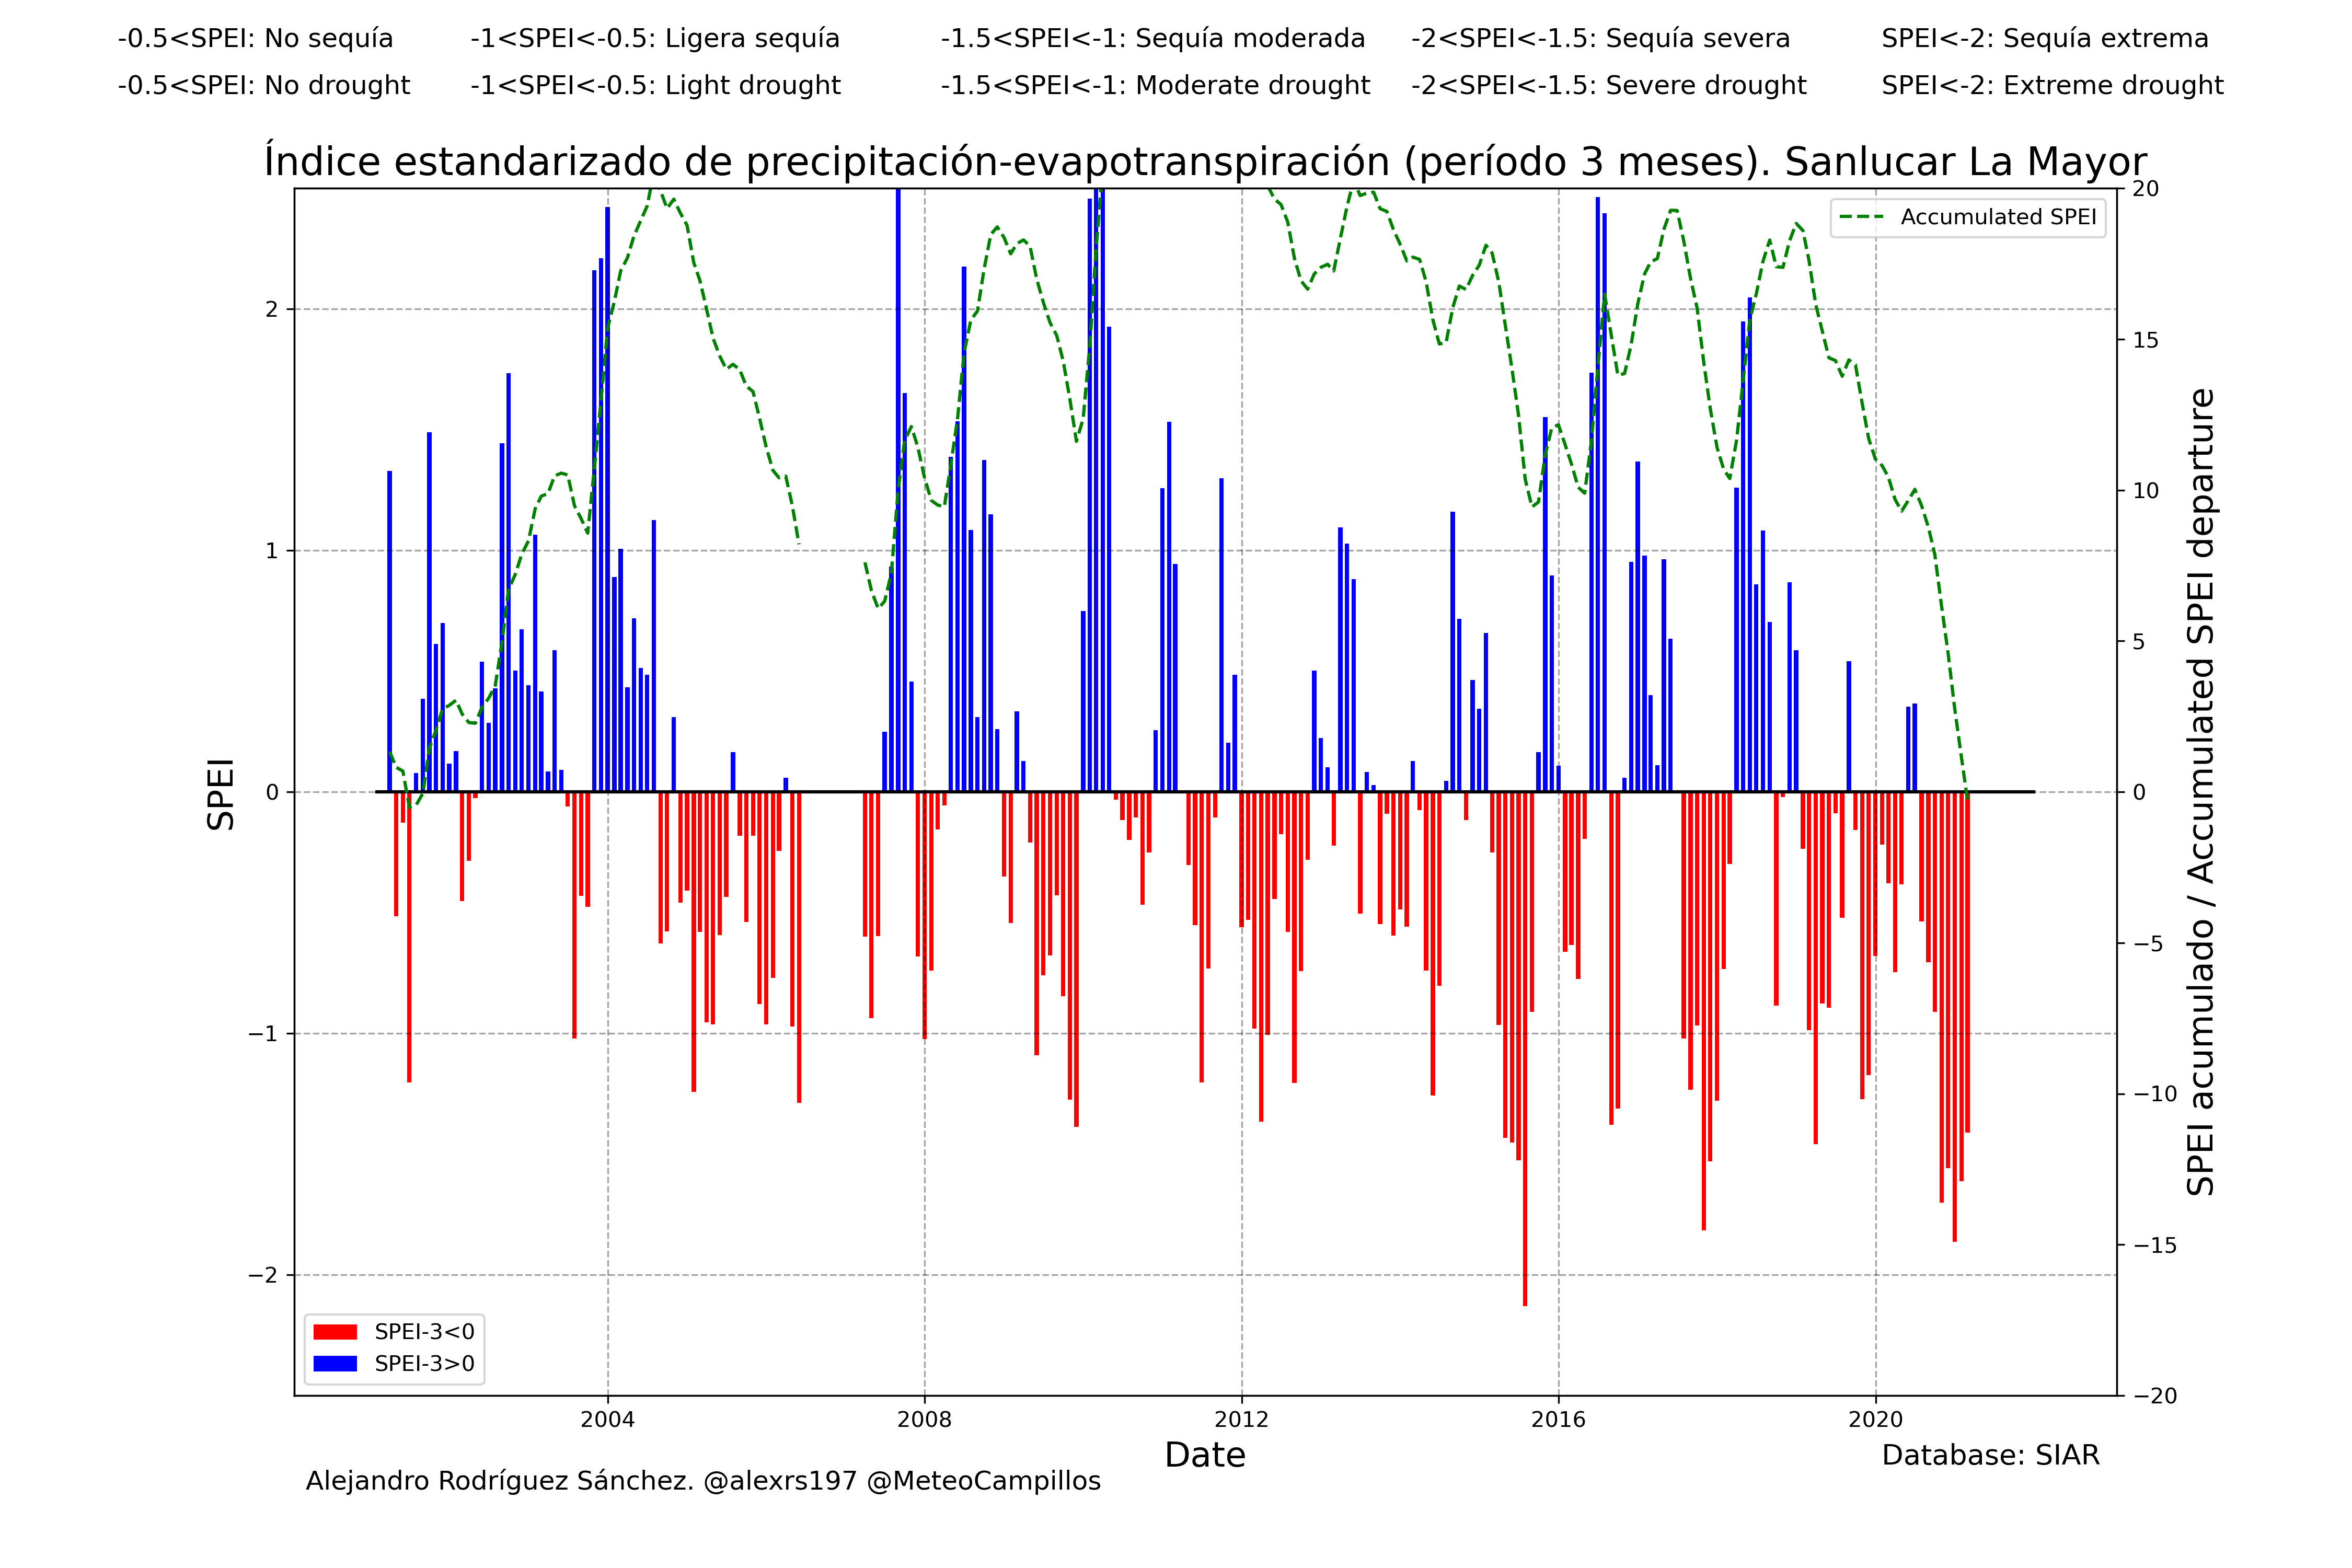 -0.5<SPEI: No sequía -1<SPEI<-0.5: Ligera sequía -1.5<SPEI<-1: Sequía moderada -2<SPEI<-1.5: Sequía severa SPEI<-2: Sequía extrema
-0.5<SPEI: No drought -1<SPEI<-0.5: Light drought -1.5<SPEI<-1: Moderate drought -2<SPEI<-1.5: Severe drought SPEI<-2: Extreme drought
Índice estandarizado de precipitación-evapotranspiración (período 3 meses). Sanlucar La Mayor
SPEI
2
1
0
−1
−2
20
15
10
5
0
−5
−10
−15
−20
SPEI acumulado / Accumulated SPEI departure
Accumulated SPEI
SPEI-3<0
SPEI-3>0
2004 2008 2012 2016 2020
Date
Database: SIAR
Alejandro Rodríguez Sánchez. @alexrs197 @MeteoCampillos